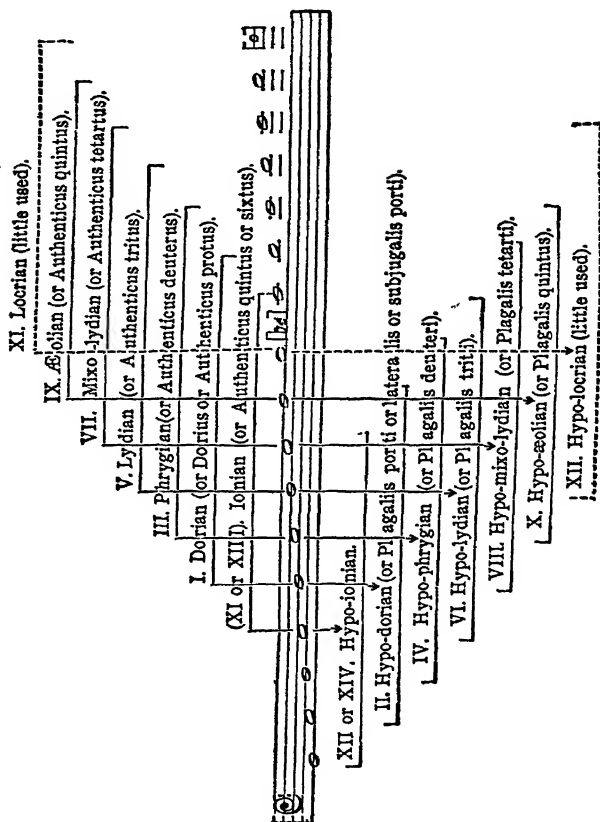 XI. Locrian (little used).
IX. Æolian (or Authenticus quintus).
VII. Mixo-lydian (or Authenticus tetartus).
V. Lydian (or Authenticus tritus).
III. Phrygian (or Authenticus deuterus).
I. Dorian (or Dorius or Authenticus protus).
(XI or XIII). Ionian (or Authenticus quintus or sixtus).
XII or XIV. Hypo-ionian.
II. Hypo-dorian (or Plagalis porti or lateralis or subjugalis porti).
IV. Hypo-phrygian (or Plagalis deuteri).
VI. Hypo-lydian (or Plagalis triti).
VIII. Hypo-mixo-lydian (or Plagalis tetarti).
X. Hypo-æolian (or Plagalis quintus).
XII. Hypo-locrian (little used).